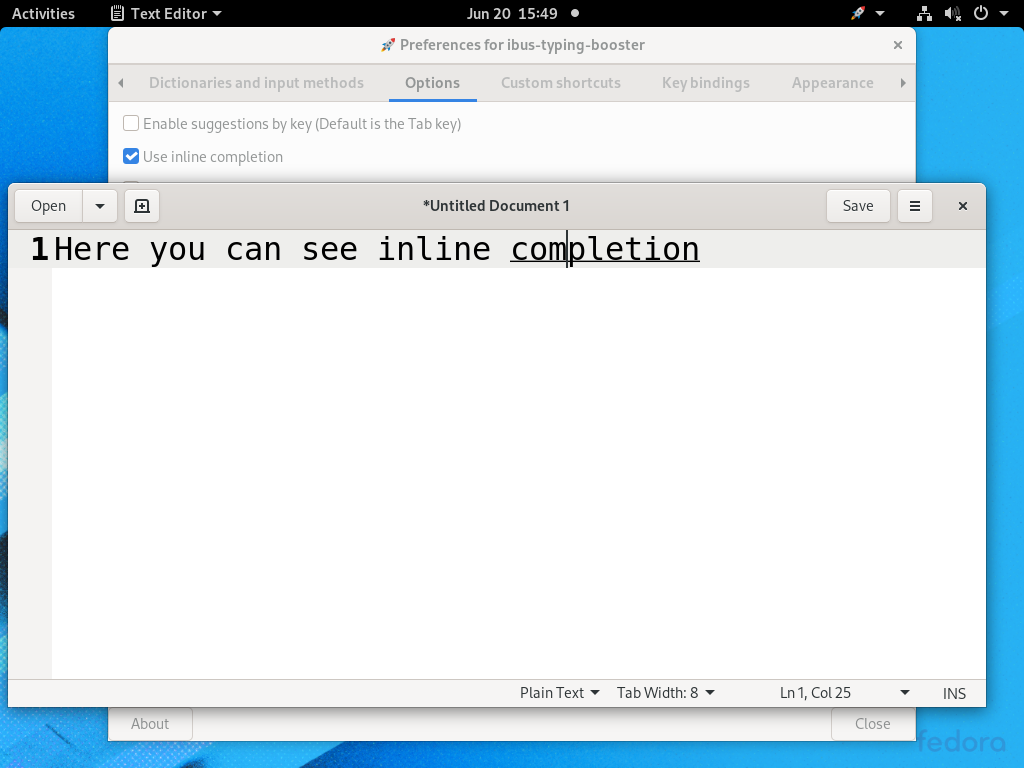 Activities Text Editor Jun 20 15:49
🚀 Preferences for ibus-typing-booster
Dictionaries and input methods Options Custom shortcuts Key bindings Appearance
Enable suggestions by key (Default is the Tab key)
Use inline completion
Open *Untitled Document 1 Save
1 Here you can see inline completion
Plain Text Tab Width: 8 Ln 1, Col 25 INS
About Close
fedora